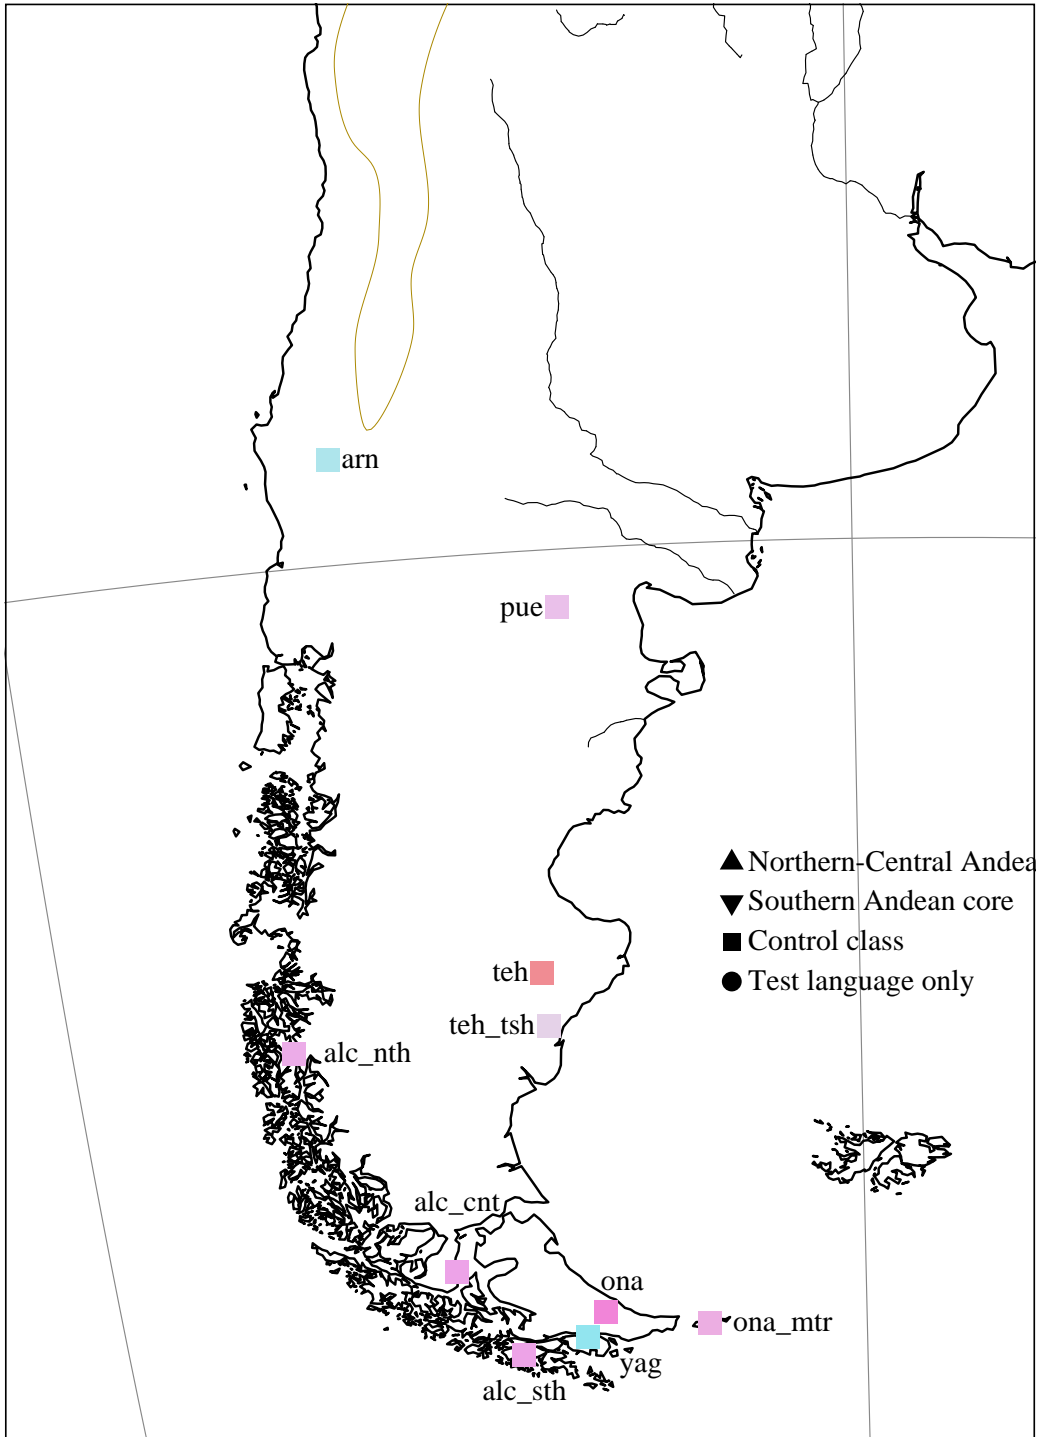 arn
pue
Northern-Central Andea
Southern Andean core
Control class
Test language only
teh
teh_tsh
alc_nth
alc_cnt
ona
ona_mtr
yag
alc_sth